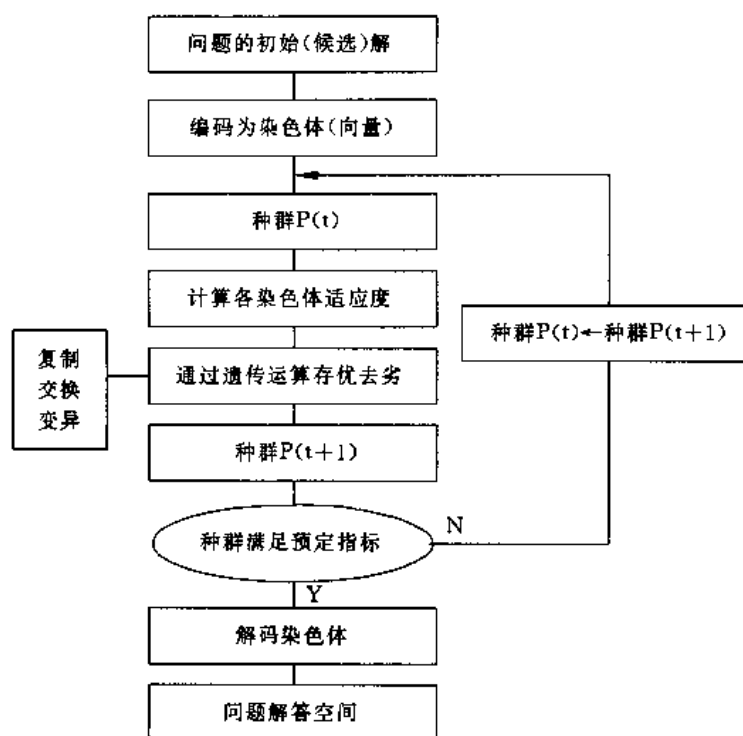 问题的初始(候选)解
编码为染色体(向量)
种群P(t)
计算各染色体适应度
种群P(t)←种群P(t+1)
复制
交换
变异
通过遗传运算存优去劣
种群P(t+1)
种群满足预定指标
N
Y
解码染色体
问题解答空间